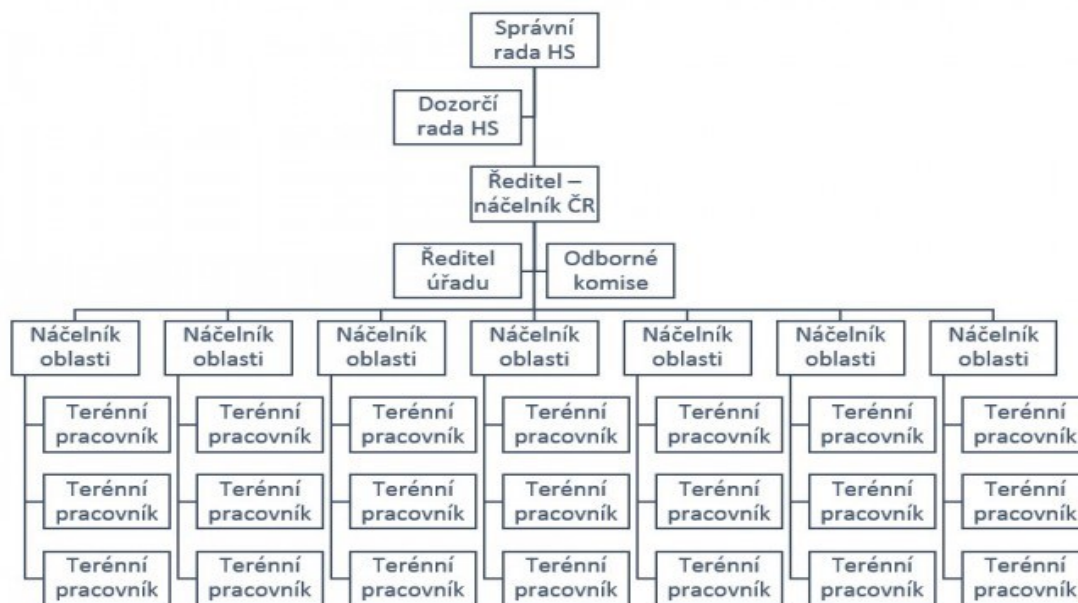 Správní
rada HS
Dozorčí
rada HS
Ředitel –
náčelník ČR
Ředitel
úřadu
Odborné
komise
Náčelník
oblasti
Náčelník
oblasti
Náčelník
oblasti
Náčelník
oblasti
Náčelník
oblasti
Náčelník
oblasti
Náčelník
oblasti
Terénní
pracovník
Terénní
pracovník
Terénní
pracovník
Terénní
pracovník
Terénní
pracovník
Terénní
pracovník
Terénní
pracovník
Terénní
pracovník
Terénní
pracovník
Terénní
pracovník
Terénní
pracovník
Terénní
pracovník
Terénní
pracovník
Terénní
pracovník
Terénní
pracovník
Terénní
pracovník
Terénní
pracovník
Terénní
pracovník
Terénní
pracovník
Terénní
pracovník
Terénní
pracovník